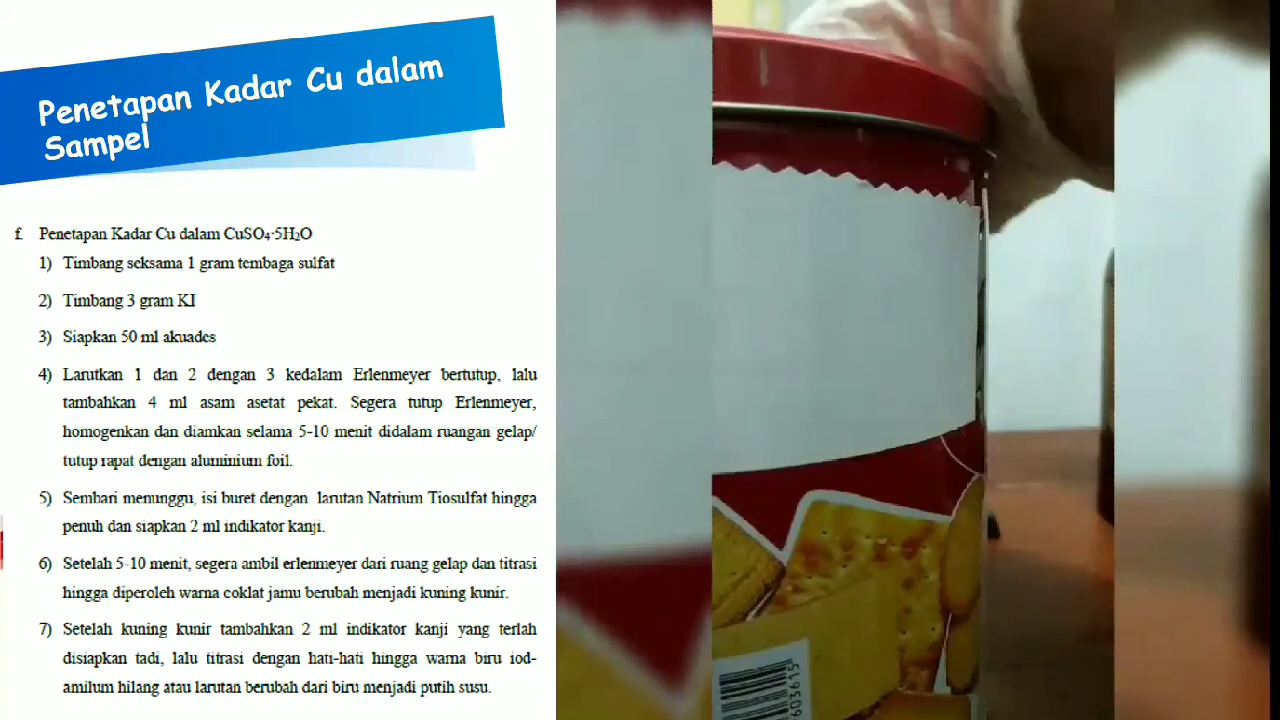 Penetapan Kadar Cu dalam
Sampel
f. Penetapan Kadar Cu dalam CuSO₄·5H₂O
1) Timbang seksama 1 gram tembaga sulfat
2) Timbang 3 gram KI
3) Siapkan 50 ml akuades
4) Larutkan 1 dan 2 dengan 3 kedalam Erlenmeyer bertutup, lalu
tambahkan 4 ml asam asetat pekat. Segera tutup Erlenmeyer,
homogenkan dan diamkan selama 5-10 menit didalam ruangan gelap/
tutup rapat dengan aluminium foil.
5) Sembari menunggu, isi buret dengan larutan Natrium Tiosulfat hingga
penuh dan siapkan 2 ml indikator kanji.
6) Setelah 5-10 menit, segera ambil erlenmeyer dari ruang gelap dan titrasi
hingga diperoleh warna coklat jamu berubah menjadi kuning kunir.
7) Setelah kuning kunir tambahkan 2 ml indikator kanji yang terlah
disiapkan tadi, lalu titrasi dengan hati-hati hingga warna biru iod-
amilum hilang atau larutan berubah dari biru menjadi putih susu.
603615